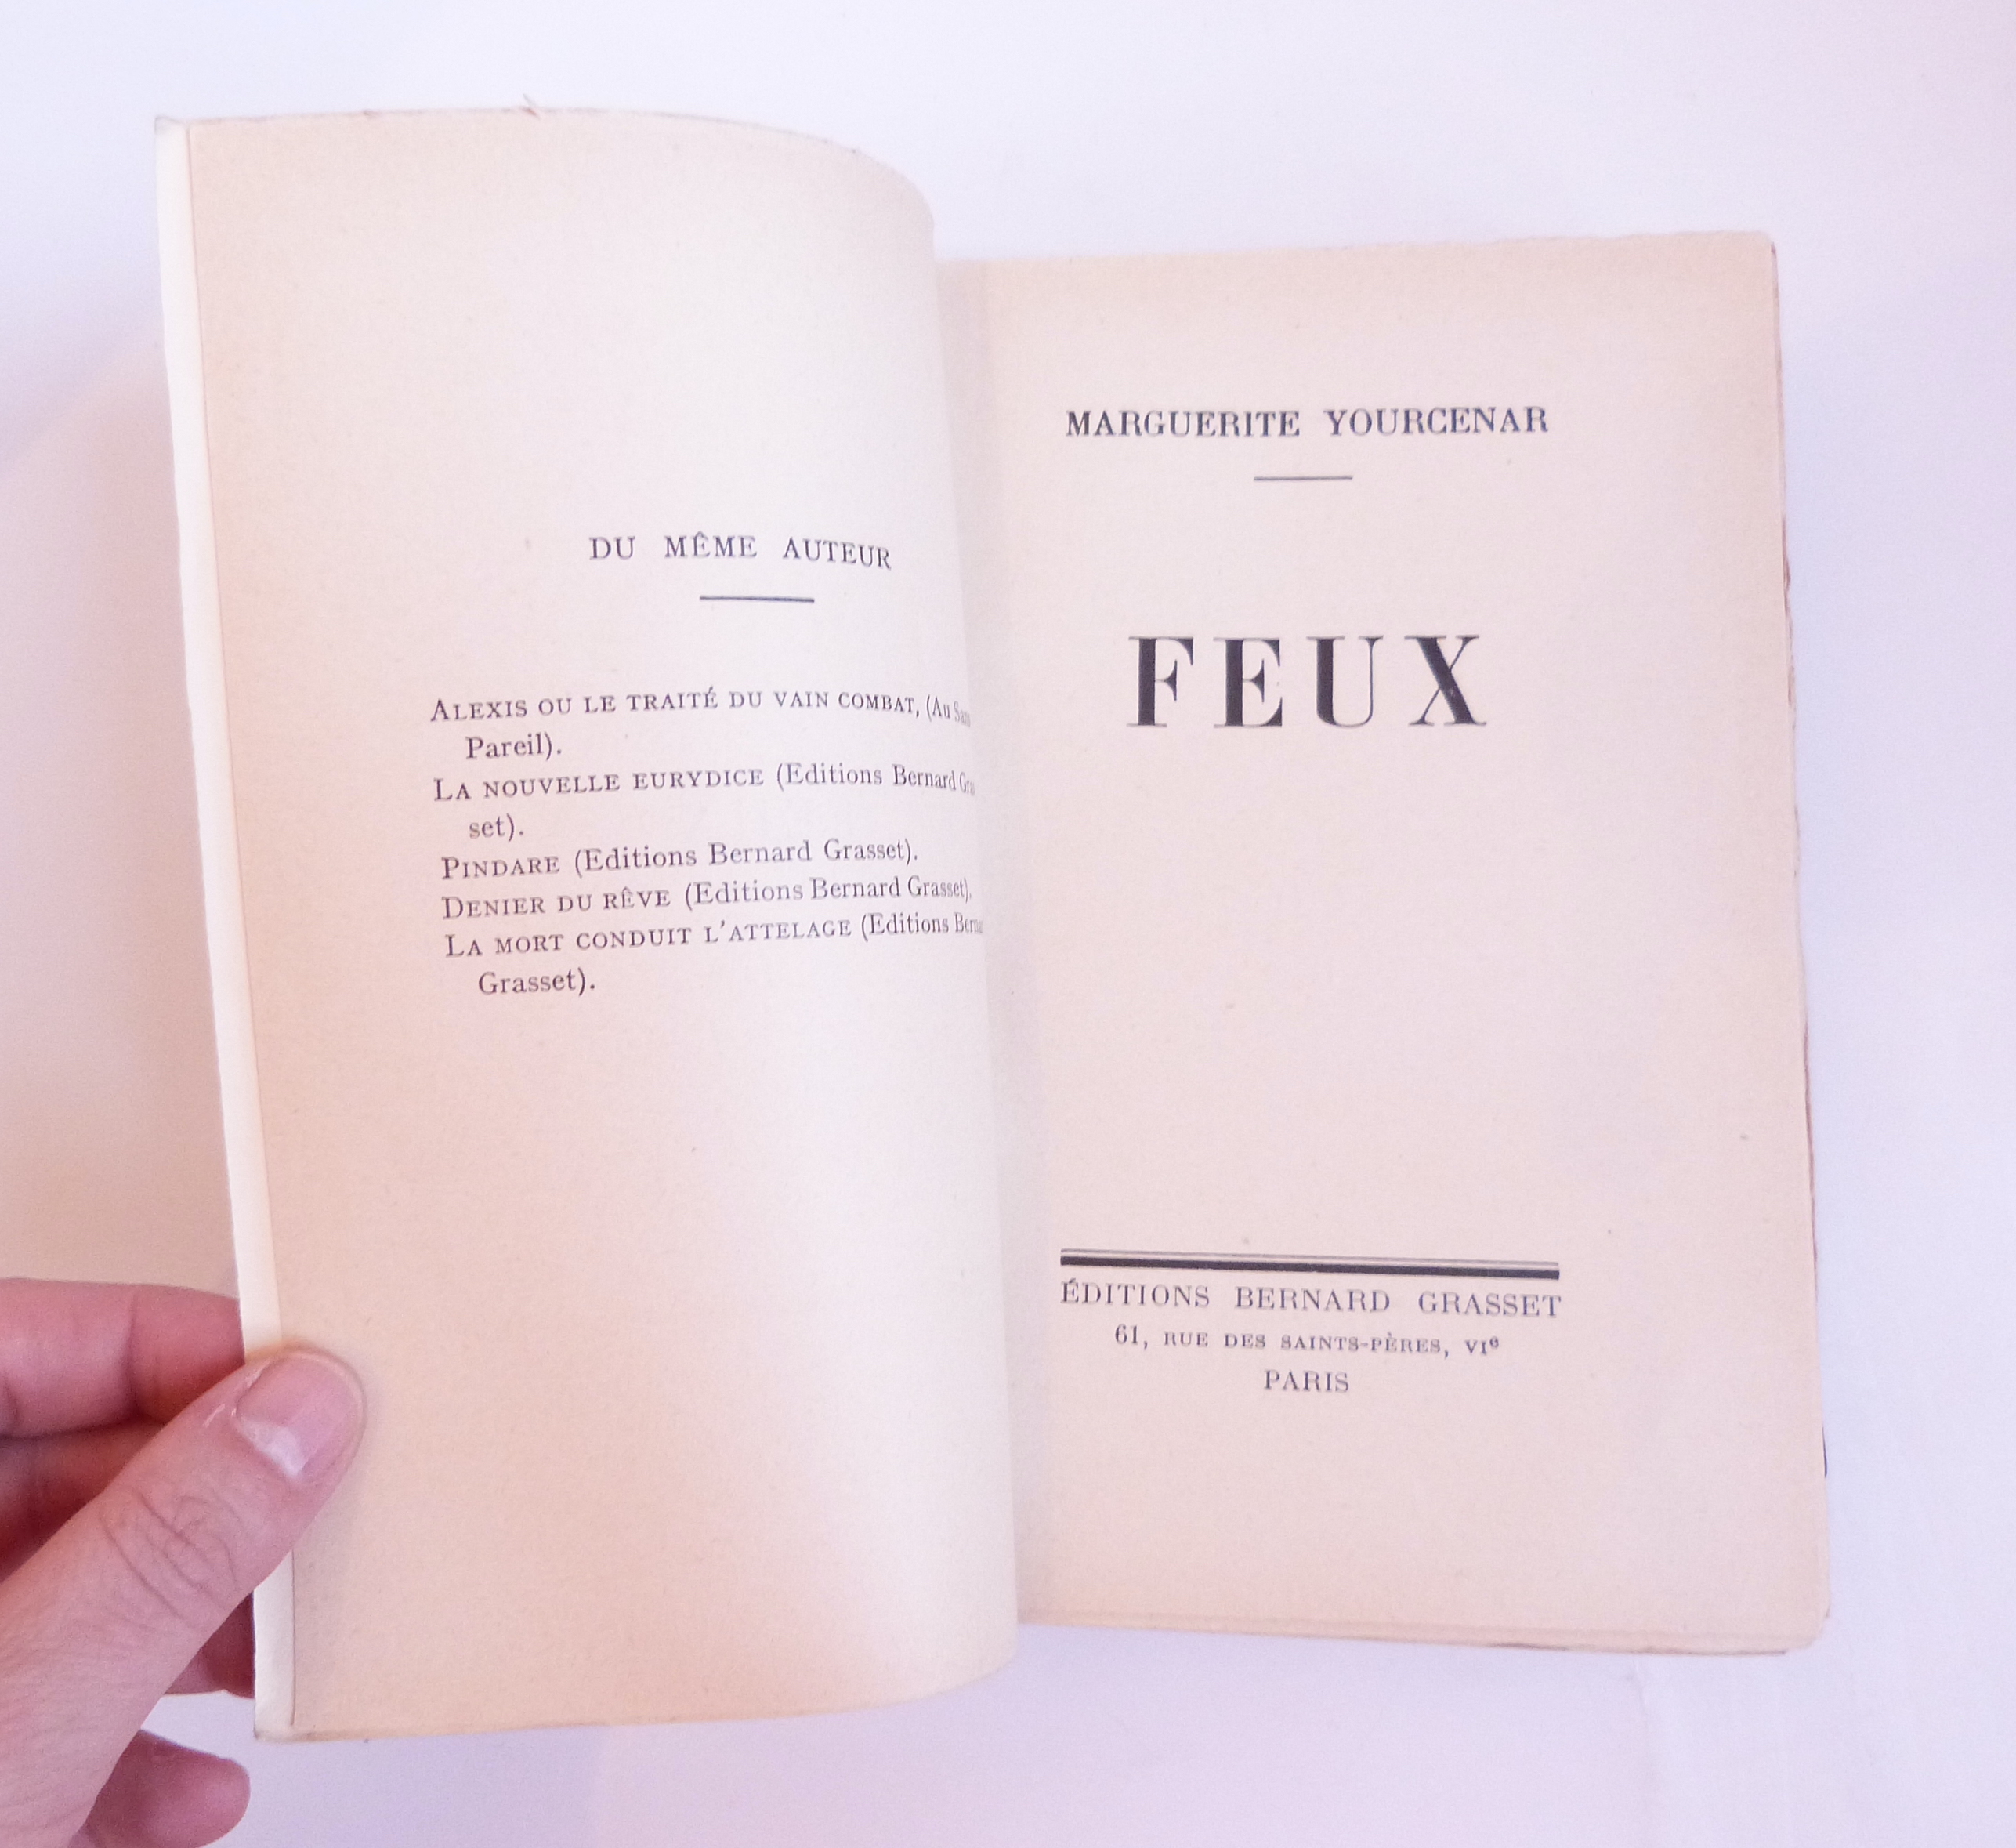 DU MÊME AUTEUR
ALEXIS OU LE TRAITÉ DU VAIN COMBAT, (Au
Pareil).
LA NOUVELLE EURYDICE (Editions Bernard
set).
PINDARE (Editions Bernard Grasset).
DENIER DU RÊVE (Editions Bernard Grasset).
LA MORT CONDUIT L'ATTELAGE (Editions
Grasset).
MARGUERITE YOURCENAR
FEUX
ÉDITIONS BERNARD GRASSET
61, RUE DES SAINTS-PÈRES, VIe
PARIS